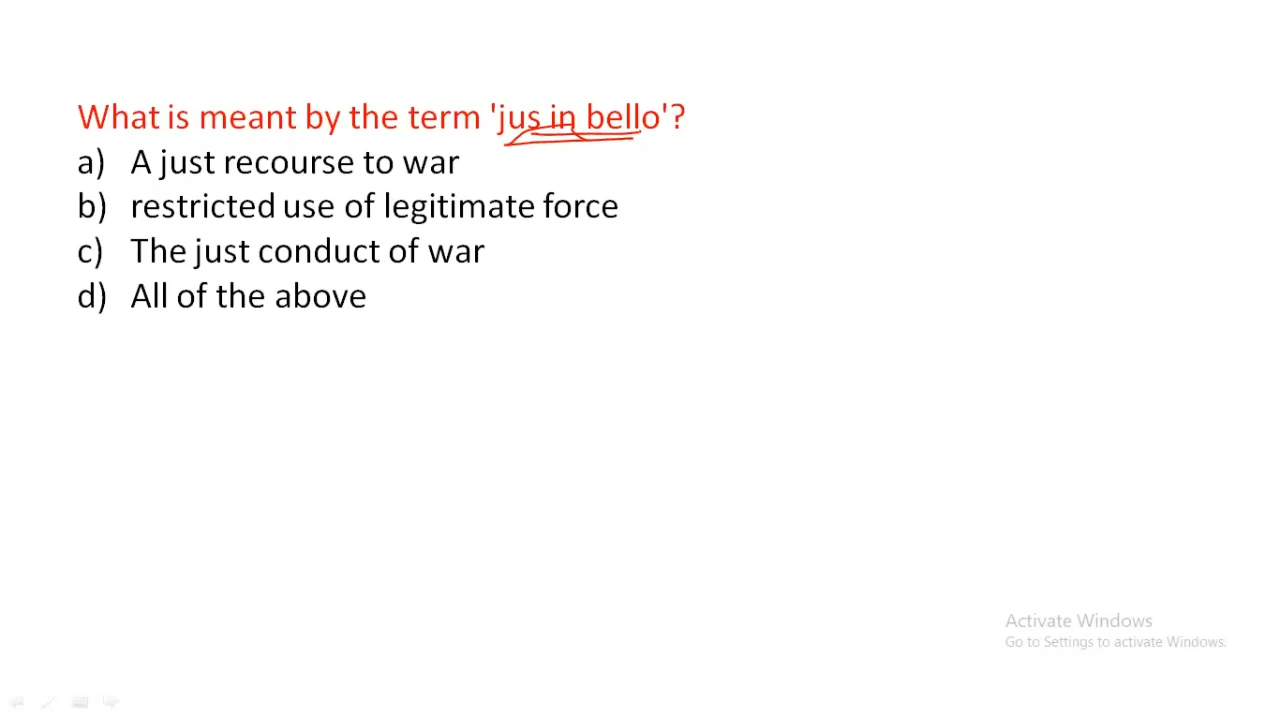 What is meant by the term 'jus in bello'?
a) A just recourse to war
b) restricted use of legitimate force
c) The just conduct of war
d) All of the above
Activate Windows
Go to Settings to activate Windows.